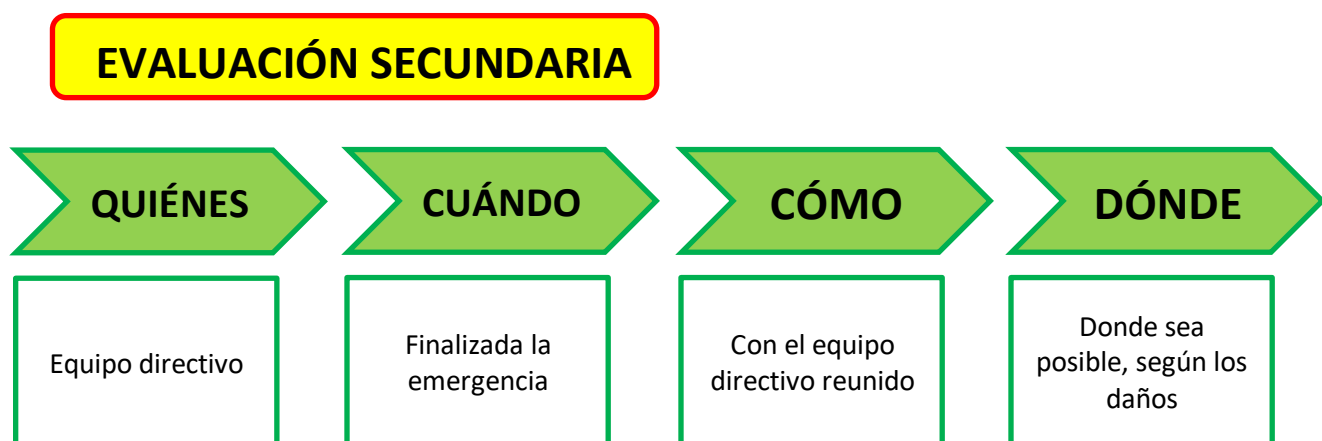 EVALUACIÓN SECUNDARIA
QUIÉNES
CUÁNDO
CÓMO
DÓNDE
Equipo directivo
Finalizada la
emergencia
Con el equipo
directivo reunido
Donde sea
posible, según los
daños